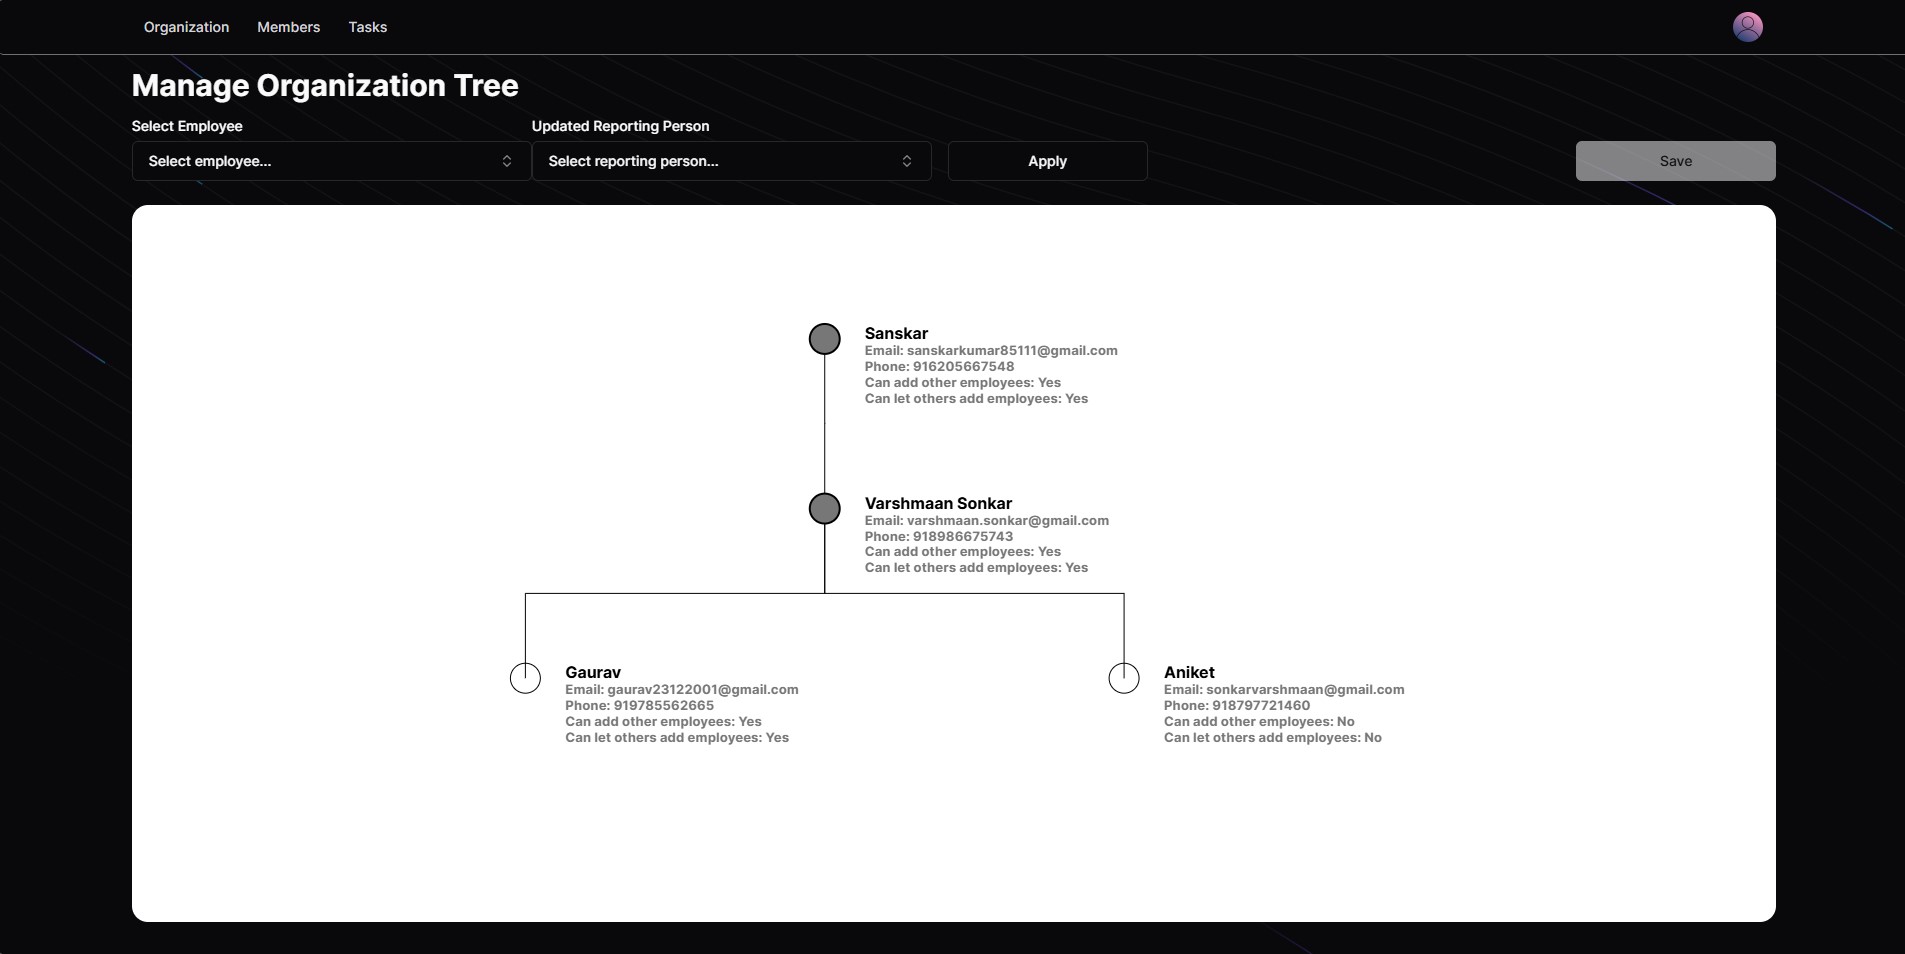 Organization Members Tasks
Manage Organization Tree
Select Employee Updated Reporting Person
Select employee... Select reporting person... Apply Save
Sanskar
Email: sanskarkumar85111@gmail.com
Phone: 916205667548
Can add other employees: Yes
Can let others add employees: Yes
Varshmaan Sonkar
Email: varshmaan.sonkar@gmail.com
Phone: 918986675743
Can add other employees: Yes
Can let others add employees: Yes
Gaurav
Email: gaurav23122001@gmail.com
Phone: 919785562665
Can add other employees: Yes
Can let others add employees: Yes
Aniket
Email: sonkarvarshmaan@gmail.com
Phone: 918797721460
Can add other employees: No
Can let others add employees: No